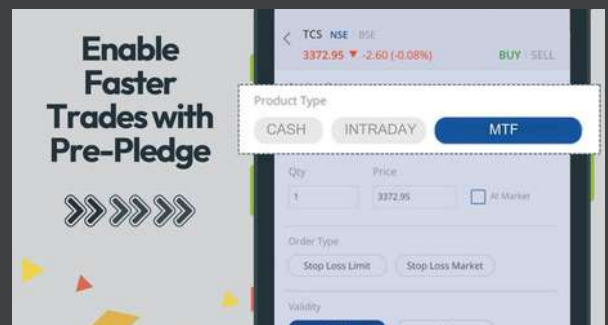 Enable
Faster
Trades with
Pre-Pledge
TCS NSE BSE
3372.95 ▼ -2.60 (-0.08%) BUY SELL
Product Type
CASH INTRADAY MTF
Qty Price
1 3372.95 At Market
Order Type
Stop Loss Limit Stop Loss Market
Validity